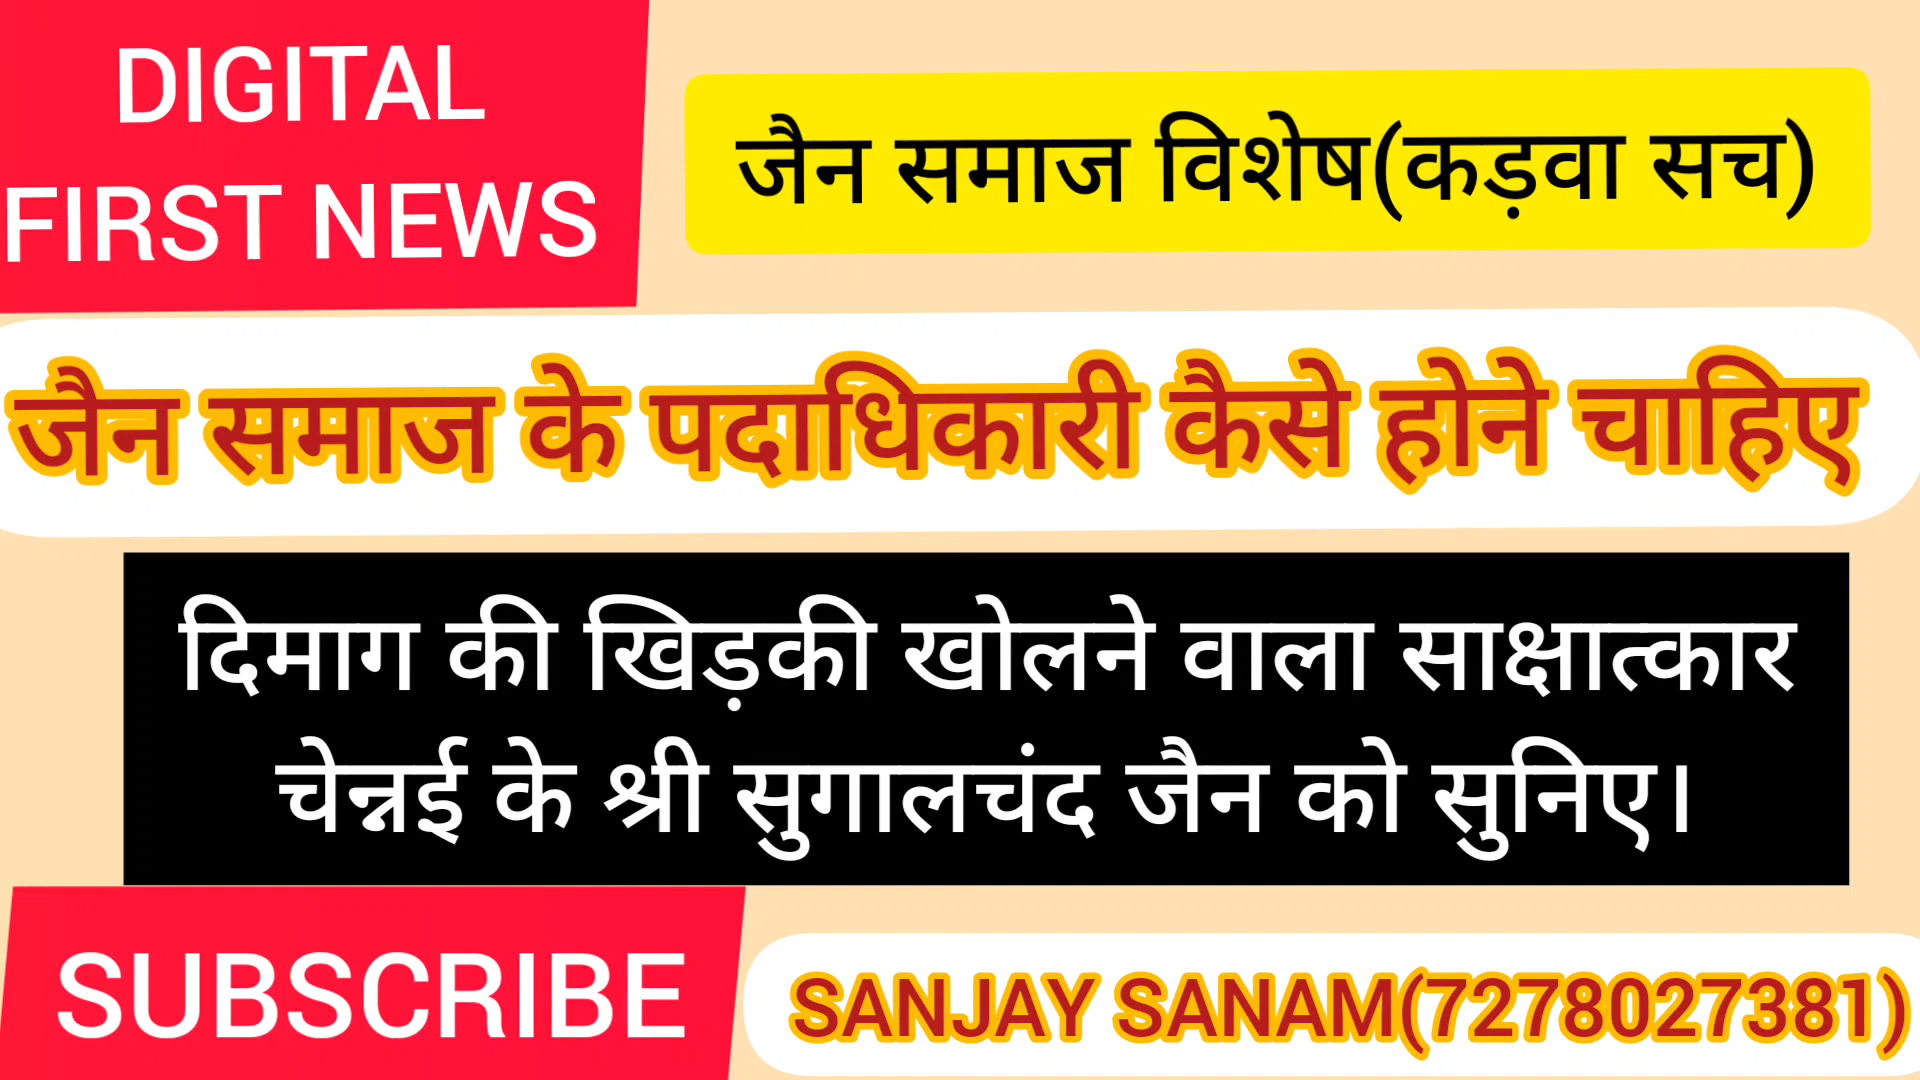 DIGITAL
FIRST NEWS
जैन समाज विशेष(कड़वा सच)
जैन समाज के पदाधिकारी कैसे होने चाहिए
दिमाग की खिड़की खोलने वाला साक्षात्कार
चेन्नई के श्री सुगालचंद जैन को सुनिए।
SUBSCRIBE
SANJAY SANAM(7278027381)